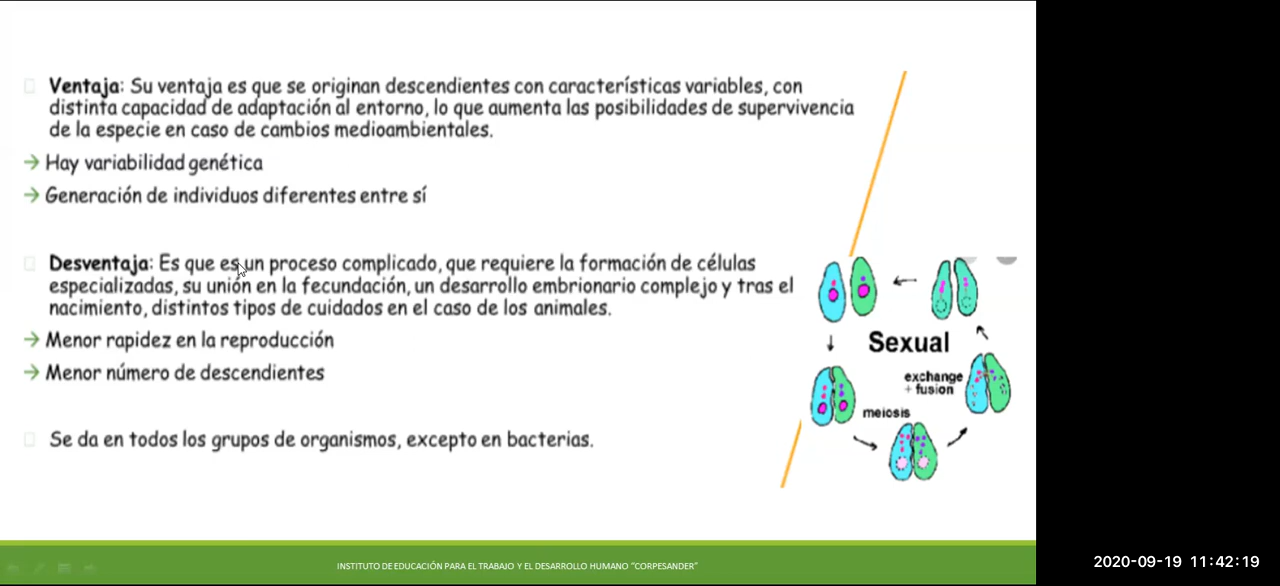 Ventaja: Su ventaja es que se originan descendientes con características variables, con
distinta capacidad de adaptación al entorno, lo que aumenta las posibilidades de supervivencia
de la especie en caso de cambios medioambientales.
→ Hay variabilidad genética
→ Generación de individuos diferentes entre sí
Desventaja: Es que es un proceso complicado, que requiere la formación de células
especializadas, su unión en la fecundación, un desarrollo embrionario complejo y tras el
nacimiento, distintos tipos de cuidados en el caso de los animales.
→ Menor rapidez en la reproducción
→ Menor número de descendientes
Se da en todos los grupos de organismos, excepto en bacterias.
Sexual
exchange
+ fusion
meiosis
INSTITUTO DE EDUCACIÓN PARA EL TRABAJO Y EL DESARROLLO HUMANO "CORPESANDER"
2020-09-19 11:42:19